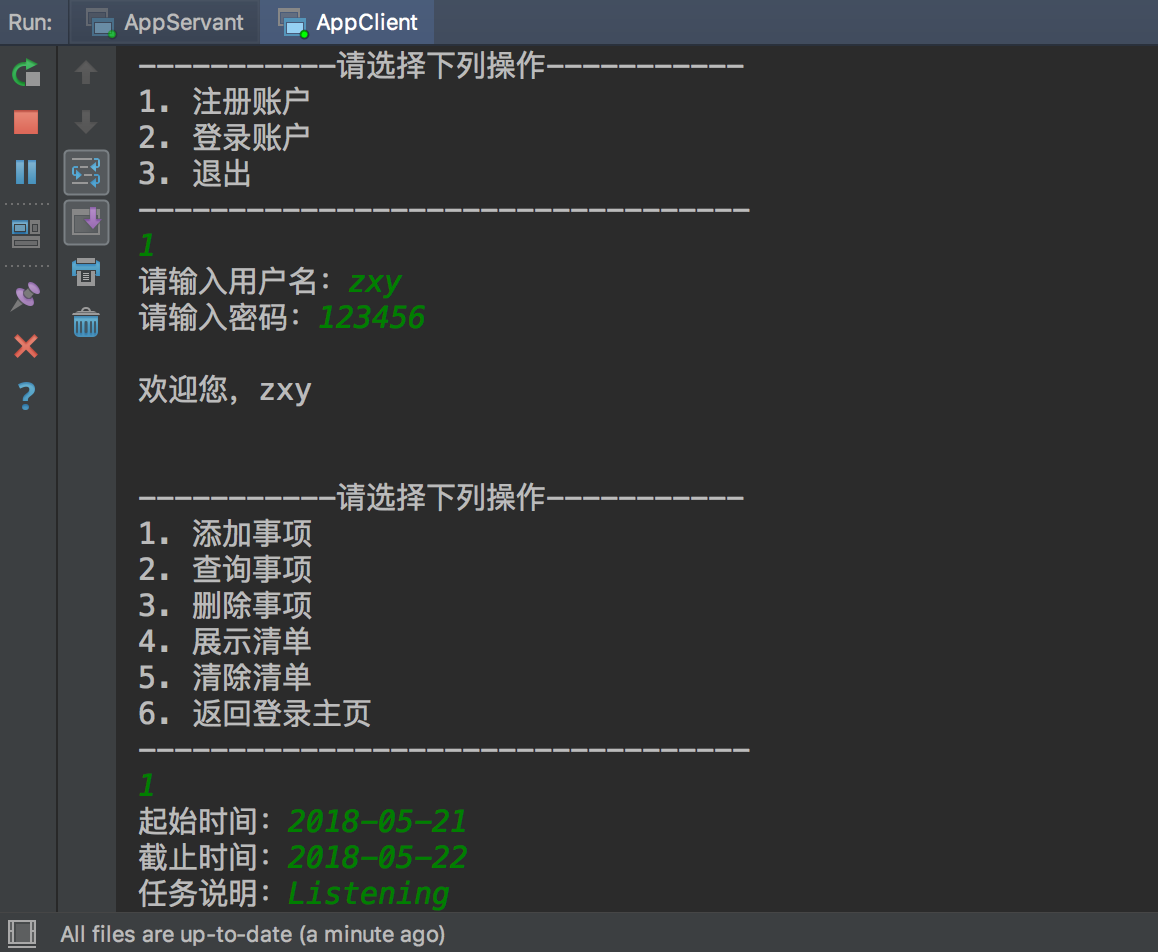 Run: AppServant AppClient
-----------请选择下列操作-----------
1. 注册账户
2. 登录账户
3. 退出
----------------------------------
1
请输入用户名：zxy
请输入密码：123456
欢迎您，zxy
-----------请选择下列操作-----------
1. 添加事项
2. 查询事项
3. 删除事项
4. 展示清单
5. 清除清单
6. 返回登录主页
----------------------------------
1
起始时间：2018-05-21
截止时间：2018-05-22
任务说明：Listening
All files are up-to-date (a minute ago)